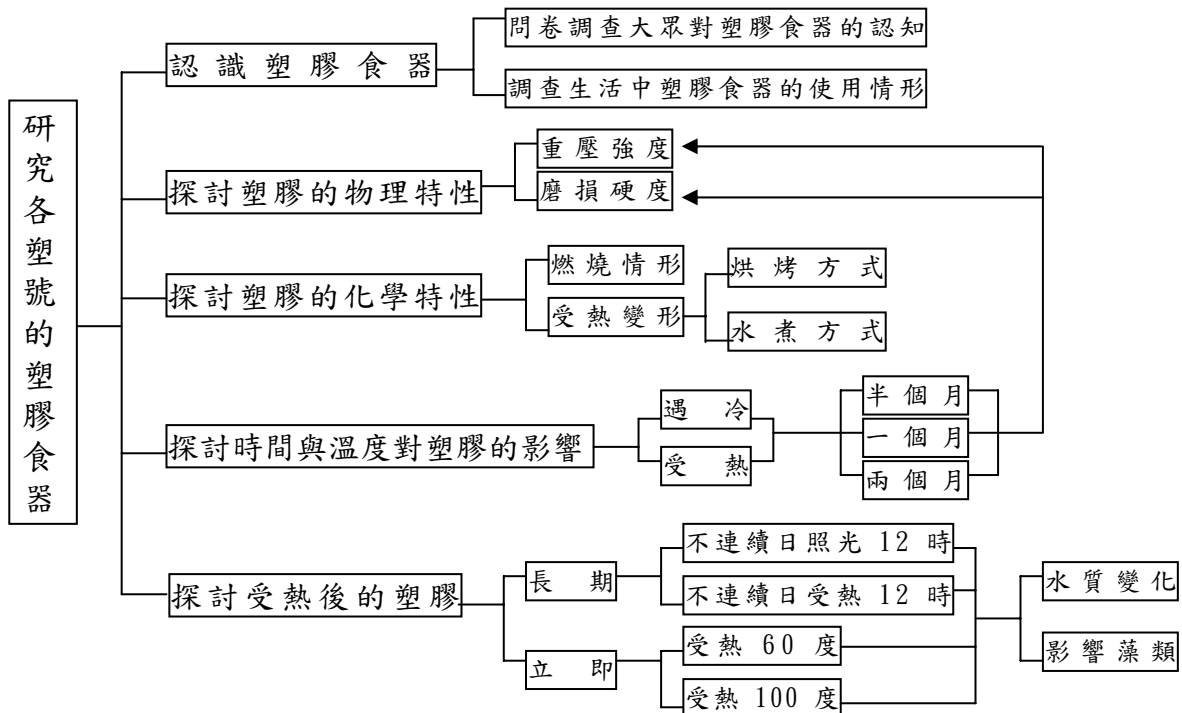 研究各塑號的塑膠食器
認識塑膠食器
問卷調查大眾對塑膠食器的認知
調查生活中塑膠食器的使用情形
探討塑膠的物理特性
重壓強度
磨損硬度
探討塑膠的化學特性
燃燒情形
受熱變形
烘烤方式
水煮方式
探討時間與溫度對塑膠的影響
遇冷
受熱
半個月
一個月
兩個月
探討受熱後的塑膠
長期
不連續日照光 12 時
不連續日受熱 12 時
立即
受熱 60 度
受熱 100 度
水質變化
影響藻類